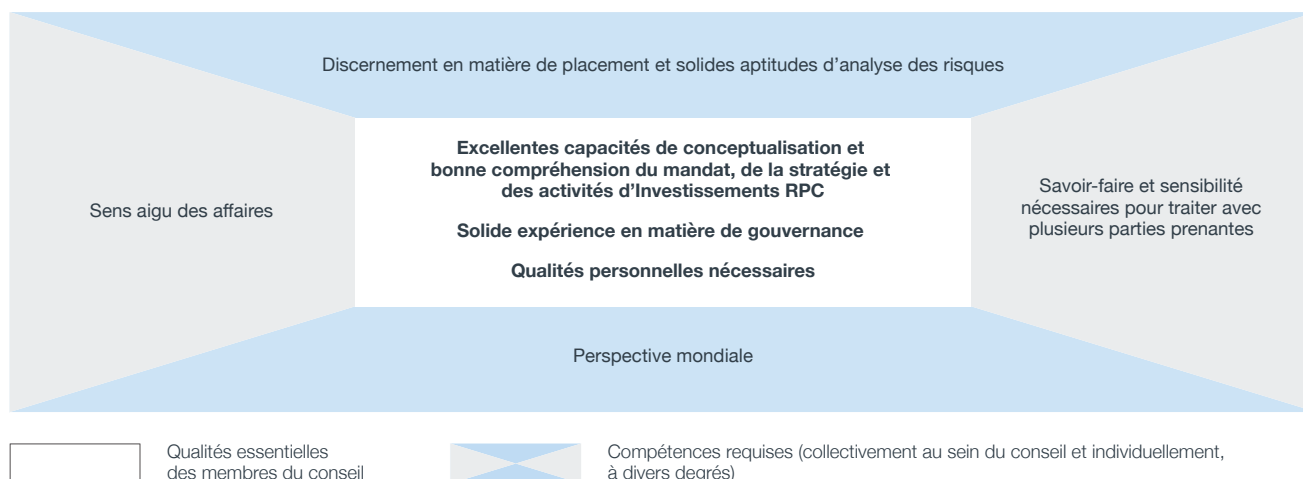 Discernement en matière de placement et solides aptitudes d'analyse des risques
Excellentes capacités de conceptualisation et
bonne compréhension du mandat, de la stratégie et
des activités d'Investissements RPC
Solide expérience en matière de gouvernance
Qualités personnelles nécessaires
Sens aigu des affaires
Savoir-faire et sensibilité
nécessaires pour traiter avec
plusieurs parties prenantes
Perspective mondiale
Qualités essentielles
des membres du conseil
Compétences requises (collectivement au sein du conseil et individuellement,
à divers degrés)